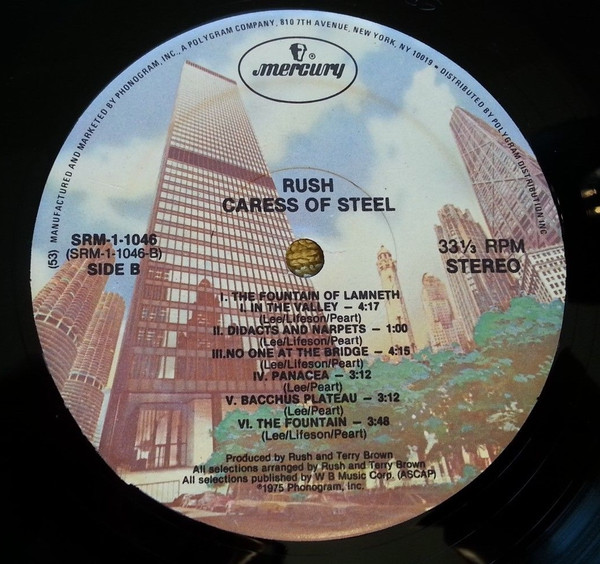 MANUFACTURED AND MARKETED BY PHONOGRAM, INC., A POLYGRAM COMPANY, 810 7TH AVENUE, NEW YORK, NY 10019 • DISTRIBUTED BY POLYGRAM DISTRIBUTION INC
mercury®
RUSH
CARESS OF STEEL
(53)
SRM-1-1046
(SRM-1-1046-B)
SIDE B
33⅓ RPM
STEREO
I. THE FOUNTAIN OF LAMNETH
I. IN THE VALLEY – 4:17
(Lee/Lifeson/Peart)
II. DIDACTS AND NARPETS – 1:00
(Lee/Lifeson/Peart)
III.NO ONE AT THE BRIDGE – 4:15
(Lee/Lifeson/Peart)
IV. PANACEA – 3:12
(Lee/Peart)
V. BACCHUS PLATEAU – 3:12
(Lee/Peart)
VI. THE FOUNTAIN – 3:48
(Lee/Lifeson/Peart)
Produced by Rush and Terry Brown
All selections arranged by Rush and Terry Brown
All selections published by W B Music Corp. (ASCAP)
℗1975 Phonogram, Inc.